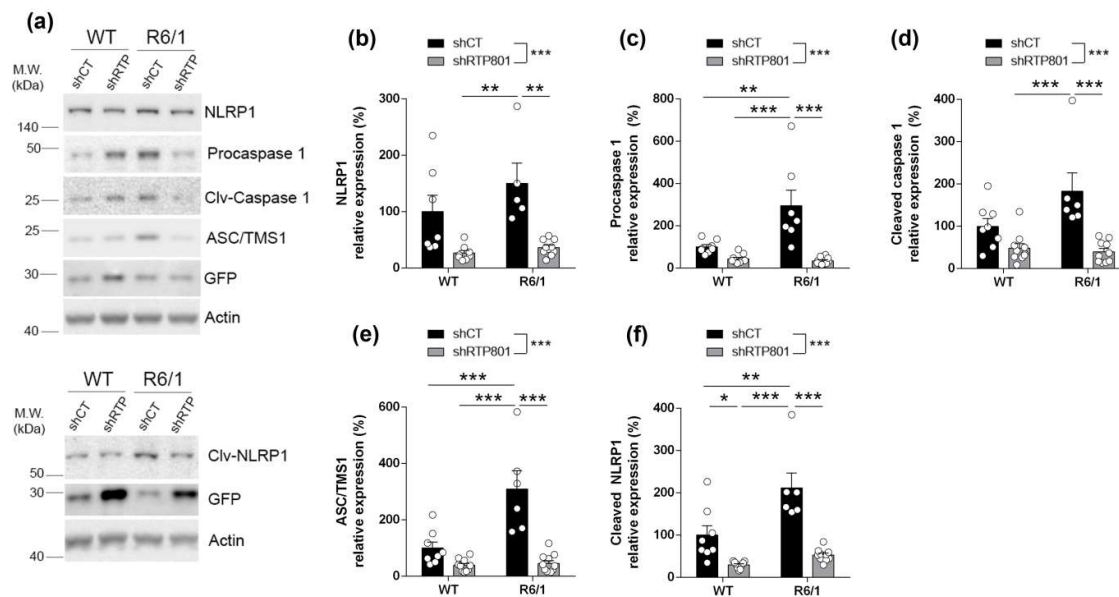 (a)
WT R6/1
M.W.
(kDa)
shCT shRTP shCT shRTP
NLRP1
140
50
Procaspase 1
25
Clv-Caspase 1
25
ASC/TMS1
30
GFP
Actin
40
WT R6/1
M.W.
(kDa)
shCT shRTP shCT shRTP
Clv-NLRP1
50
30
GFP
Actin
40
(b)
shCT
shRTP801
***
** **
NLRP1
relative expression (%)
300
200
100
0
WT R6/1
(c)
shCT
shRTP801
***
**
*** ***
Procaspase 1
relative expression (%)
800
600
400
200
0
WT R6/1
(d)
shCT
shRTP801
***
*** ***
Cleaved caspase 1
relative expression (%)
400
300
200
100
0
WT R6/1
(e)
shCT
shRTP801
***
***
*** ***
ASC/TMS1
relative expression (%)
600
400
200
0
WT R6/1
(f)
shCT
shRTP801
***
**
* *** ***
Cleaved NLRP1
relative expression (%)
400
300
200
100
0
WT R6/1